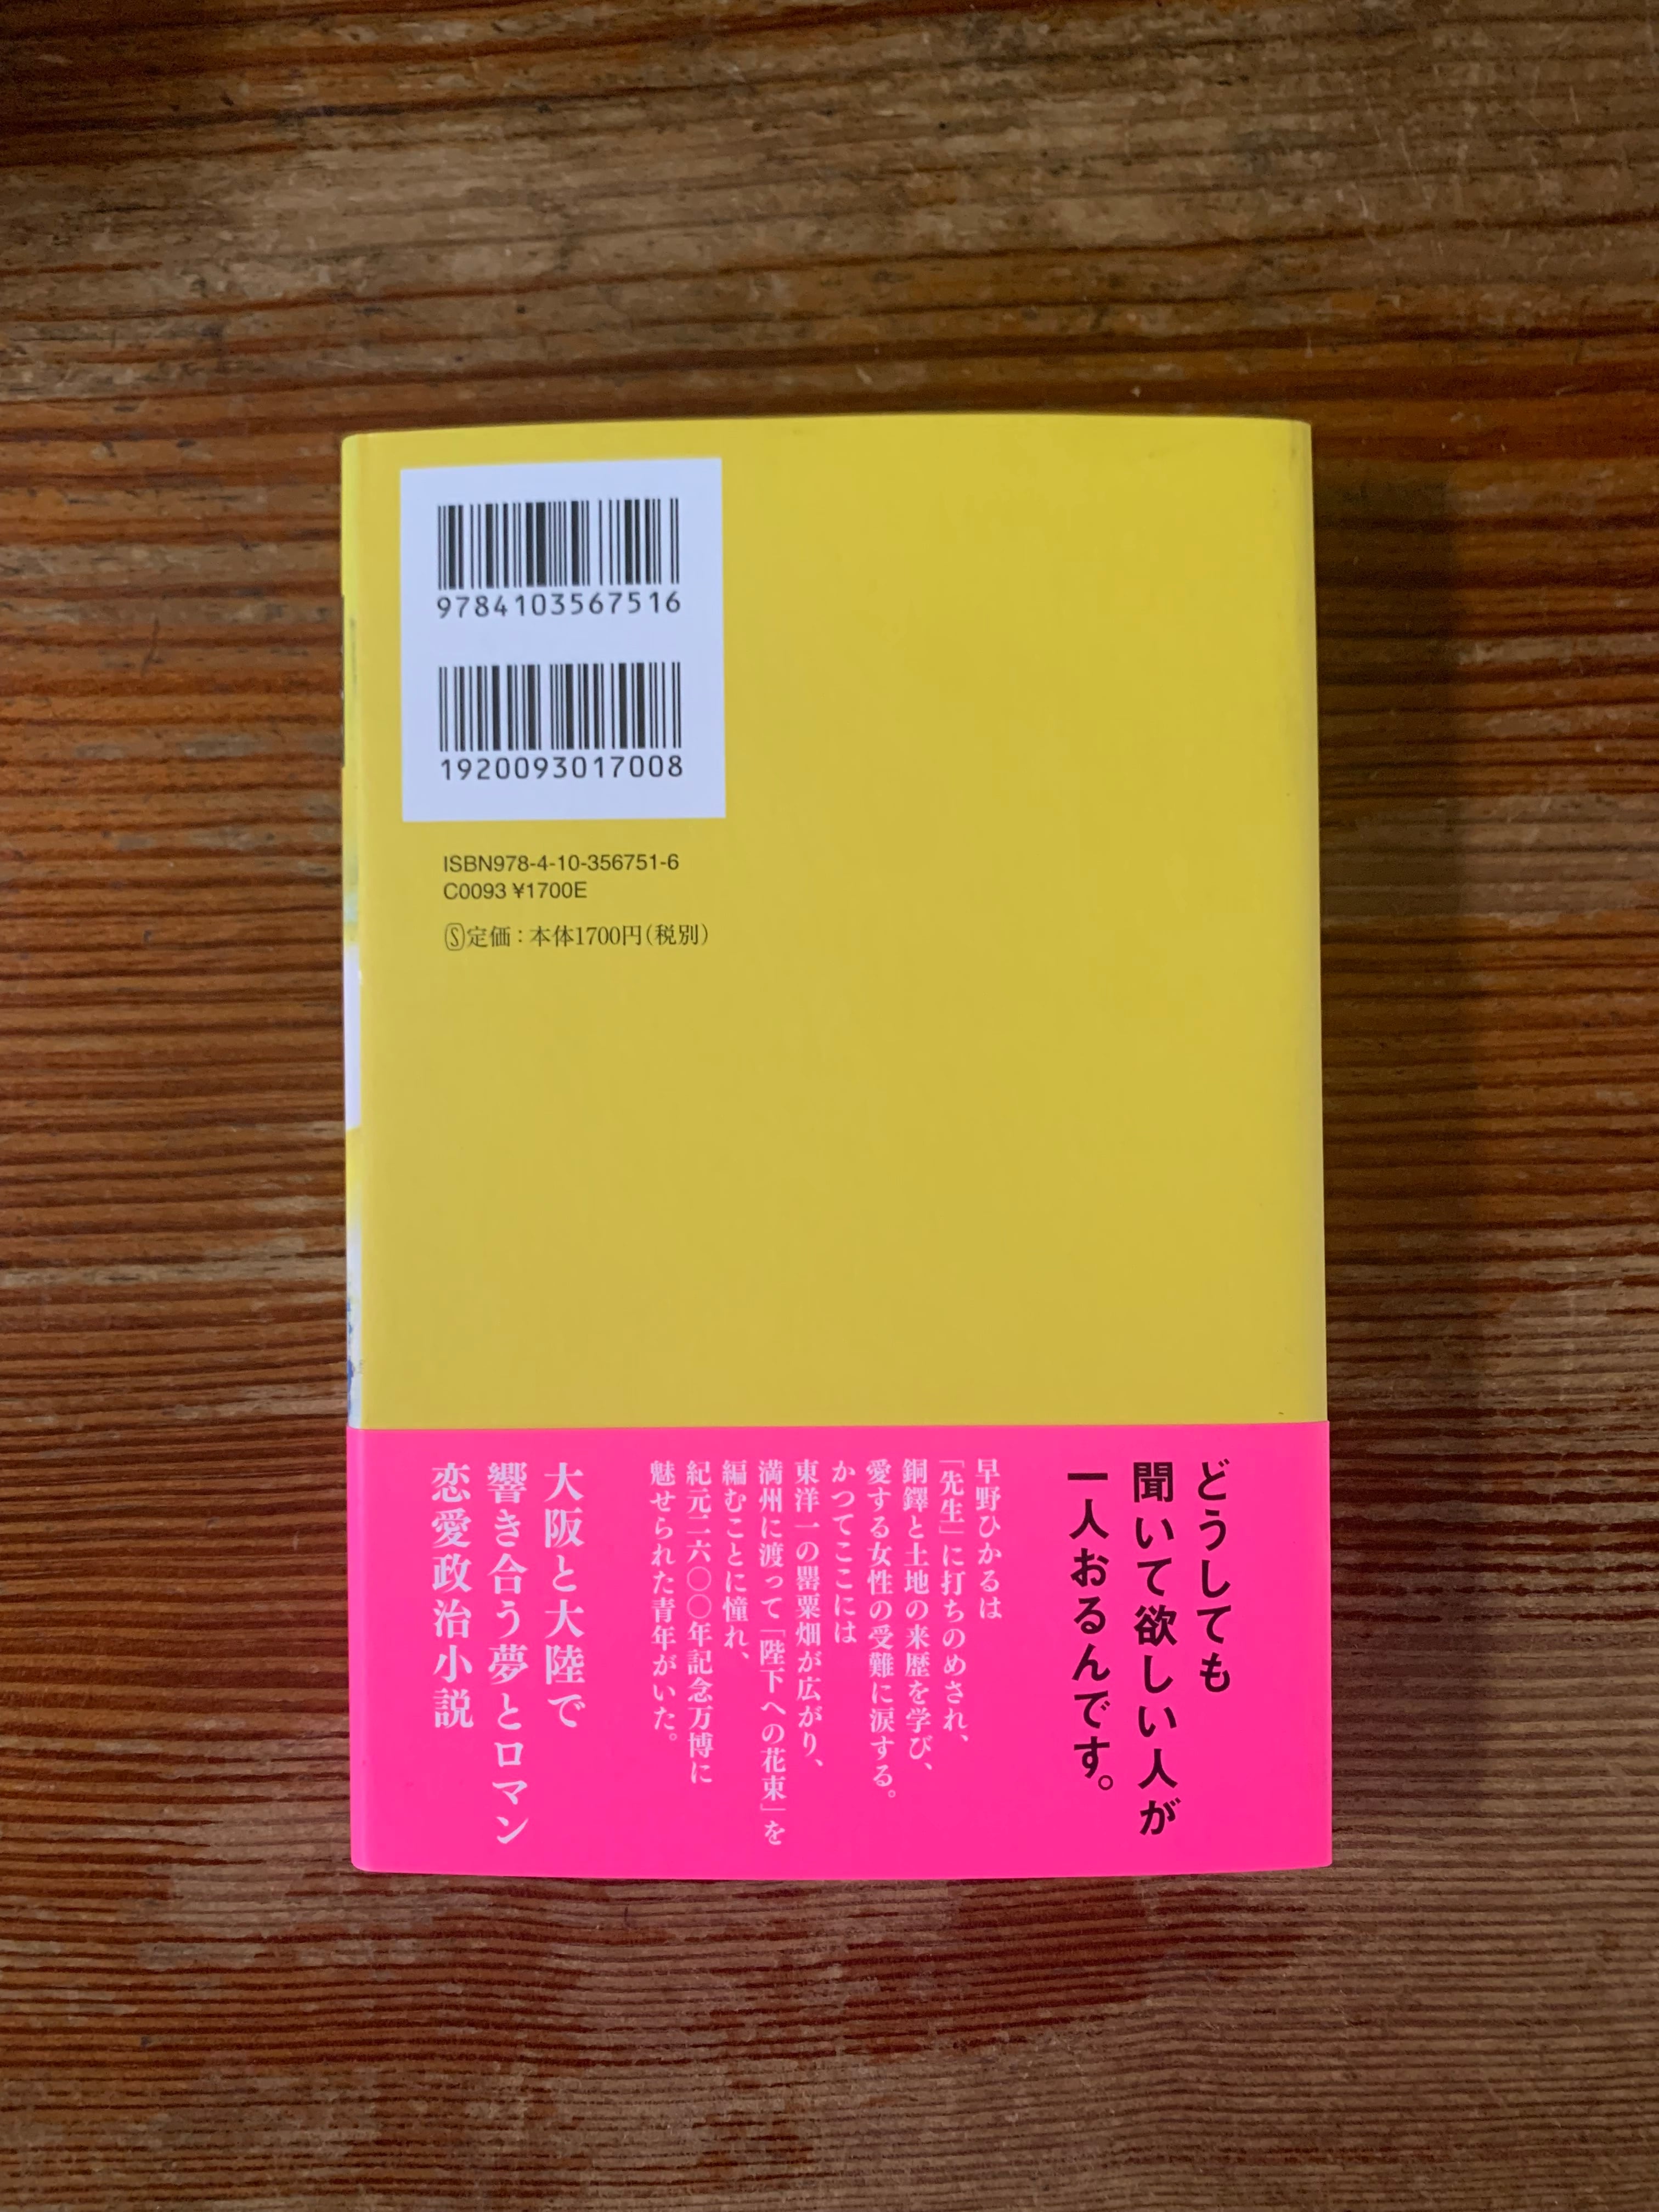 9784103567516
1920093017008
ISBN978-4-10-356751-6
C0093 ¥1700E
Ⓢ定価：本体1700円（税別）
どうしても
聞いて欲しい人が
一人おるんです。
早野ひかるは
「先生」に打ちのめされ、
銅鐸と土地の来歴を学び、
愛する女性の受難に涙する。
かつてここには
東洋一の罌粟畑が広がり、
満州に渡って「陛下への花束」を
編むことに憧れ、
紀元二六〇〇年記念万博に
魅せられた青年がいた。
大阪と大陸で
響き合う夢とロマン
恋愛政治小説